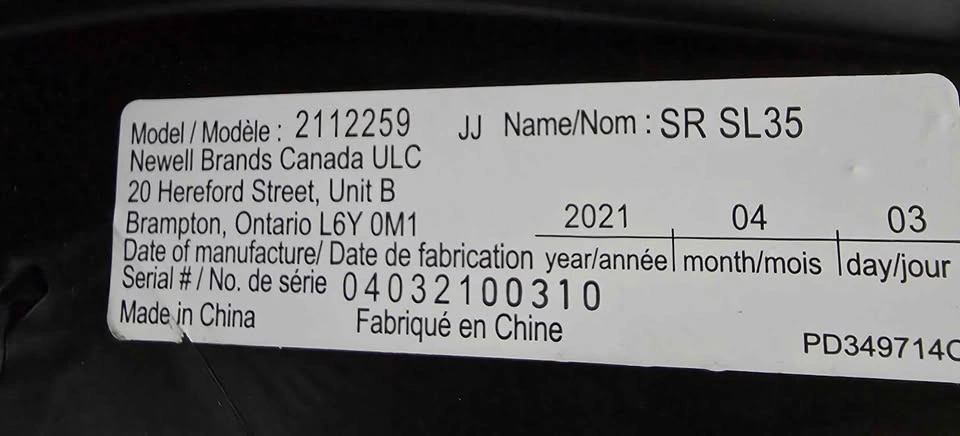 Model / Modèle : 2112259 JJ Name/Nom : SR SL35
Newell Brands Canada ULC
20 Hereford Street, Unit B
Brampton, Ontario L6Y 0M1 2021 04 03
Date of manufacture/ Date de fabrication year/année month/mois day/jour
Serial # / No. de série 04032100310
Made in China Fabriqué en Chine
PD349714C